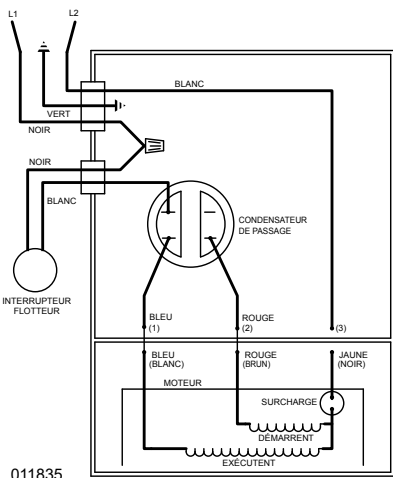 L1
L2
BLANC
VERT
NOIR
NOIR
BLANC
CONDENSATEUR
DE PASSAGE
INTERRUPTEUR
FLOTTEUR
BLEU
(1)
ROUGE
(2)
(3)
BLEU
(BLANC)
ROUGE
(BRUN)
JAUNE
(NOIR)
MOTEUR
SURCHARGE
DÉMARRENT
EXÉCUTENT
011835